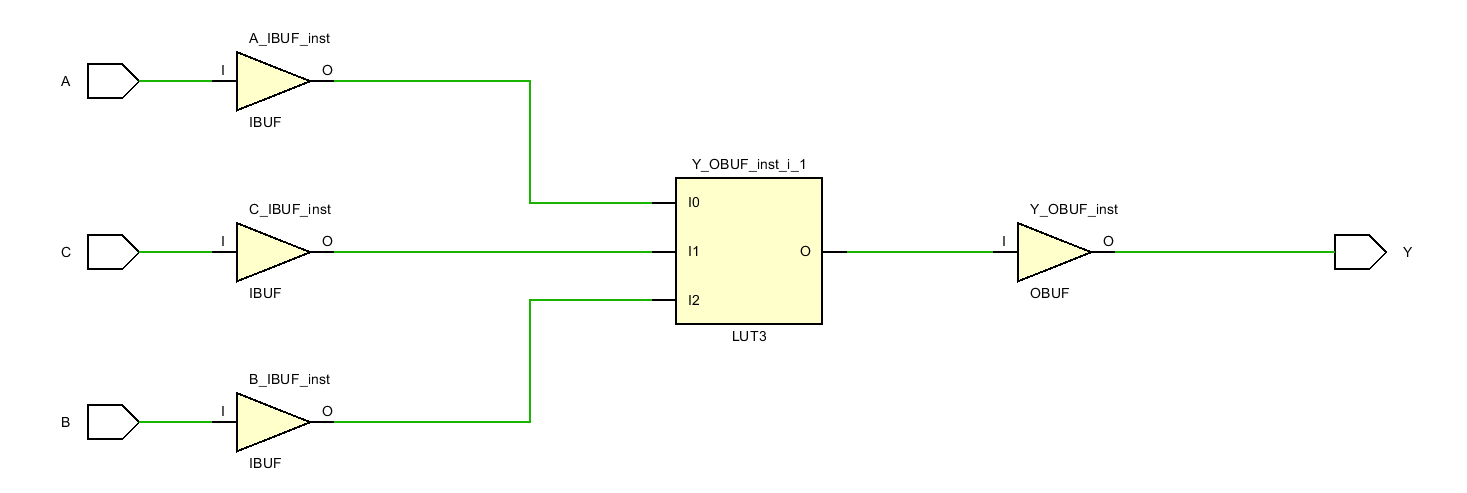 A_IBUF_inst
A
I
O
IBUF
Y_OBUF_inst_i_1
C_IBUF_inst
I0
Y_OBUF_inst
C
I
O
I1
O
I
O
Y
IBUF
I2
OBUF
LUT3
B_IBUF_inst
B
I
O
IBUF